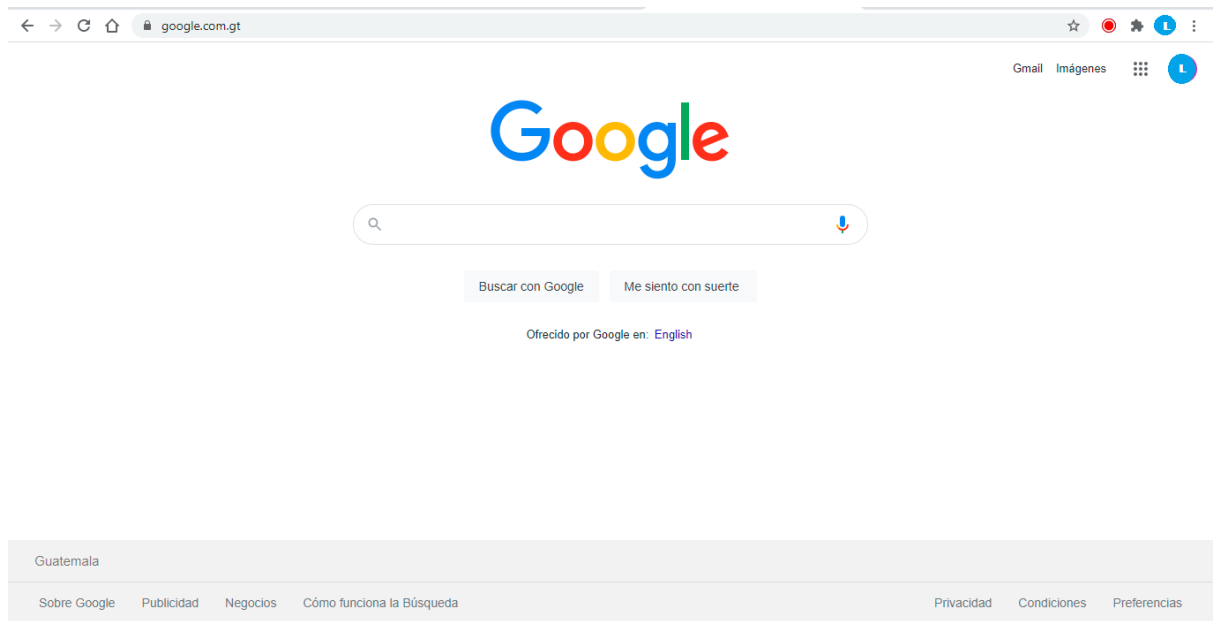 google.com.gt
L
Gmail Imágenes L
Google
Buscar con Google Me siento con suerte
Ofrecido por Google en: English
Guatemala
Sobre Google Publicidad Negocios Cómo funciona la Búsqueda Privacidad Condiciones Preferencias